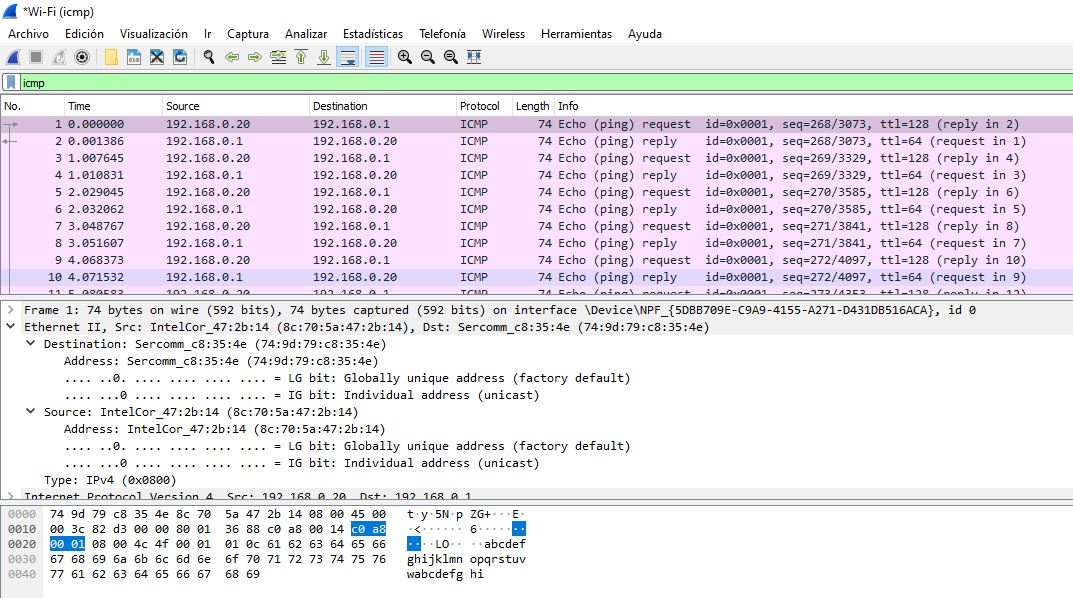 *Wi-Fi (icmp)
Archivo Edición Visualización Ir Captura Analizar Estadísticas Telefonía Wireless Herramientas Ayuda
icmp
No. Time Source Destination Protocol Length Info
1 0.000000 192.168.0.20 192.168.0.1 ICMP 74 Echo (ping) request id=0x0001, seq=268/3073, ttl=128 (reply in 2)
2 0.001386 192.168.0.1 192.168.0.20 ICMP 74 Echo (ping) reply id=0x0001, seq=268/3073, ttl=64 (request in 1)
3 1.007645 192.168.0.20 192.168.0.1 ICMP 74 Echo (ping) request id=0x0001, seq=269/3329, ttl=128 (reply in 4)
4 1.010831 192.168.0.1 192.168.0.20 ICMP 74 Echo (ping) reply id=0x0001, seq=269/3329, ttl=64 (request in 3)
5 2.029045 192.168.0.20 192.168.0.1 ICMP 74 Echo (ping) request id=0x0001, seq=270/3585, ttl=128 (reply in 6)
6 2.032062 192.168.0.1 192.168.0.20 ICMP 74 Echo (ping) reply id=0x0001, seq=270/3585, ttl=64 (request in 5)
7 3.048767 192.168.0.20 192.168.0.1 ICMP 74 Echo (ping) request id=0x0001, seq=271/3841, ttl=128 (reply in 8)
8 3.051607 192.168.0.1 192.168.0.20 ICMP 74 Echo (ping) reply id=0x0001, seq=271/3841, ttl=64 (request in 7)
9 4.068373 192.168.0.20 192.168.0.1 ICMP 74 Echo (ping) request id=0x0001, seq=272/4097, ttl=128 (reply in 10)
10 4.071532 192.168.0.1 192.168.0.20 ICMP 74 Echo (ping) reply id=0x0001, seq=272/4097, ttl=64 (request in 9)
11 5.080583 192.168.0.20 192.168.0.1 ICMP 74 Echo (ping) request id=0x0001, seq=273/4353, ttl=128 (reply in 12)
Frame 1: 74 bytes on wire (592 bits), 74 bytes captured (592 bits) on interface \Device\NPF_{5DBB709E-C9A9-4155-A271-D431DB516ACA}, id 0
Ethernet II, Src: IntelCor_47:2b:14 (8c:70:5a:47:2b:14), Dst: Sercomm_c8:35:4e (74:9d:79:c8:35:4e)
Destination: Sercomm_c8:35:4e (74:9d:79:c8:35:4e)
Address: Sercomm_c8:35:4e (74:9d:79:c8:35:4e)
.... ..0. .... .... .... .... = LG bit: Globally unique address (factory default)
.... ...0 .... .... .... .... = IG bit: Individual address (unicast)
Source: IntelCor_47:2b:14 (8c:70:5a:47:2b:14)
Address: IntelCor_47:2b:14 (8c:70:5a:47:2b:14)
.... ..0. .... .... .... .... = LG bit: Globally unique address (factory default)
.... ...0 .... .... .... .... = IG bit: Individual address (unicast)
Type: IPv4 (0x0800)
Internet Protocol Version 4, Src: 192.168.0.20, Dst: 192.168.0.1
0000 74 9d 79 c8 35 4e 8c 70 5a 47 2b 14 08 00 45 00 t·y·5N·p ZG+···E·
0010 00 3c 82 d3 00 00 80 01 36 88 c0 a8 00 14 c0 a8 ·<······ 6·······
0020 00 01 08 00 4c 4f 00 01 01 0c 61 62 63 64 65 66 ····LO·· ··abcdef
0030 67 68 69 6a 6b 6c 6d 6e 6f 70 71 72 73 74 75 76 ghijklmn opqrstuv
0040 77 61 62 63 64 65 66 67 68 69 wabcdefg hi